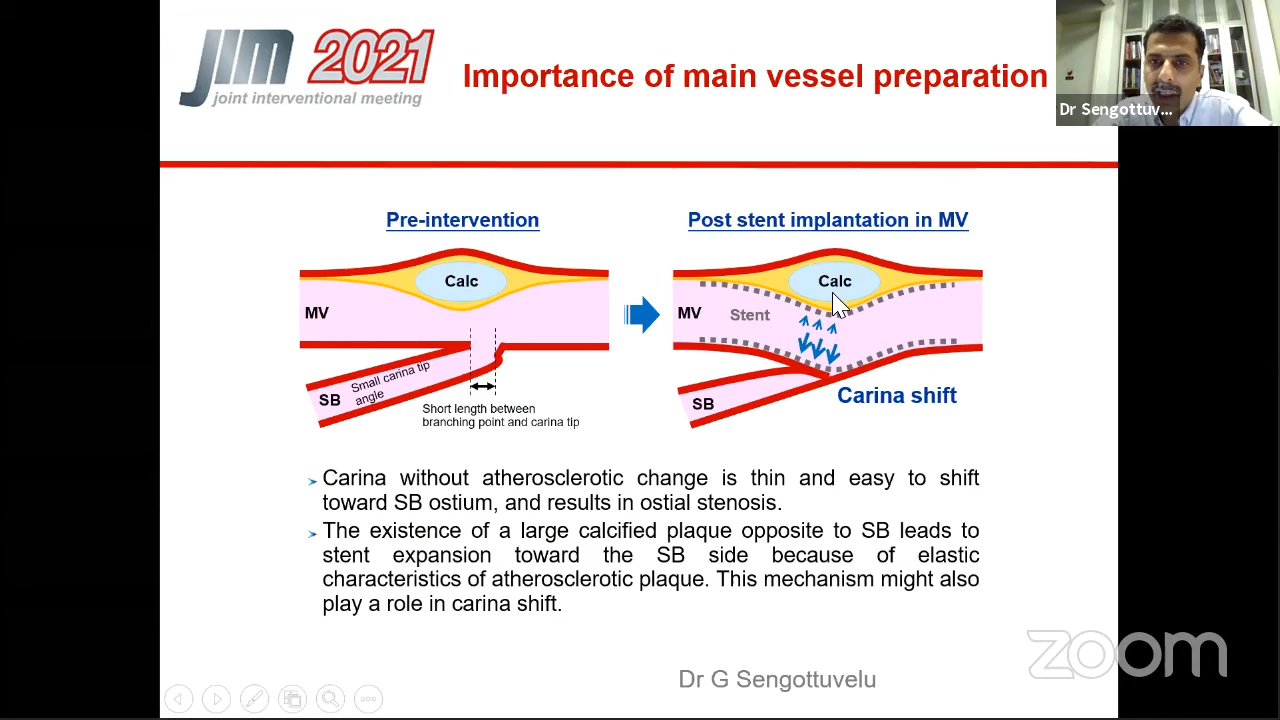 JIM 2021
joint interventional meeting
Importance of main vessel preparation
Dr Sengottuv...
Pre-intervention
Post stent implantation in MV
Calc
MV
Small carina tip
angle
SB
Short length between
branching point and carina tip
Calc
MV
Stent
SB
Carina shift
Carina without atherosclerotic change is thin and easy to shift
toward SB ostium, and results in ostial stenosis.
The existence of a large calcified plaque opposite to SB leads to
stent expansion toward the SB side because of elastic
characteristics of atherosclerotic plaque. This mechanism might also
play a role in carina shift.
zoom
Dr G Sengottuvelu